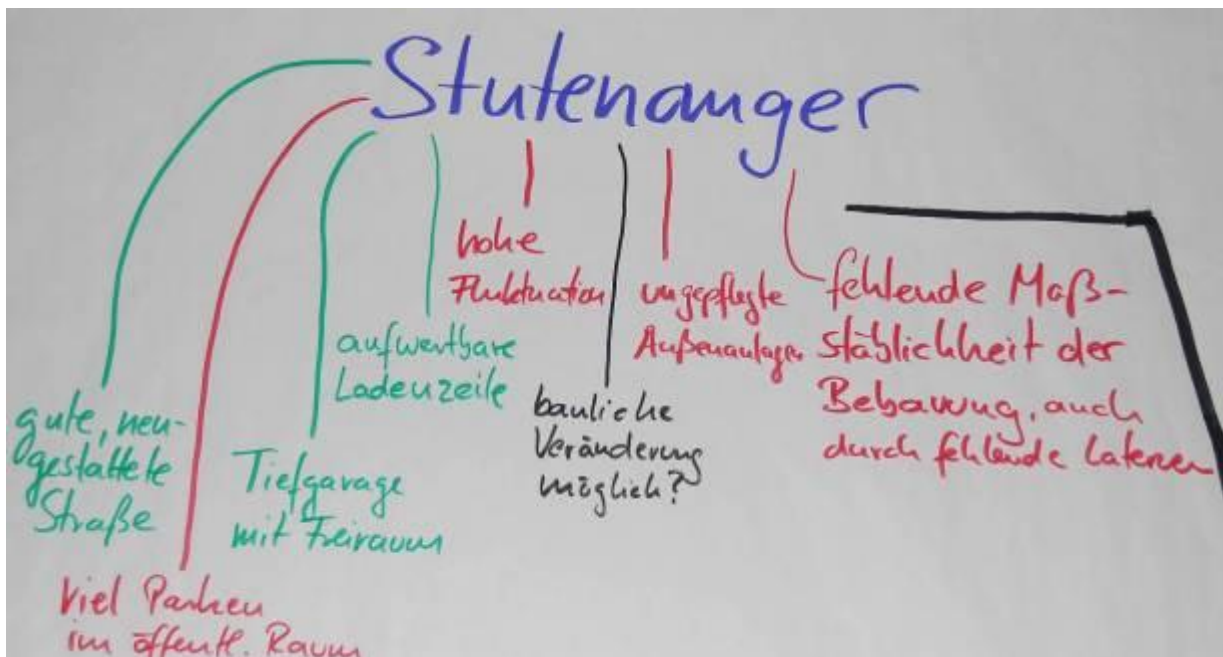 Stutenanger
gute, neu-
gestaltete
Straße
viel Parken
im öffentl. Raum
Tiefgarage
mit Freiraum
aufwertbare
Ladenzeile
hohe
Fluktuation
bauliche
Veränderung
möglich?
ungepflegte
Außenanlagen
fehlende Maß-
stäblichkeit der
Bebauung, auch
durch fehlende Laternen